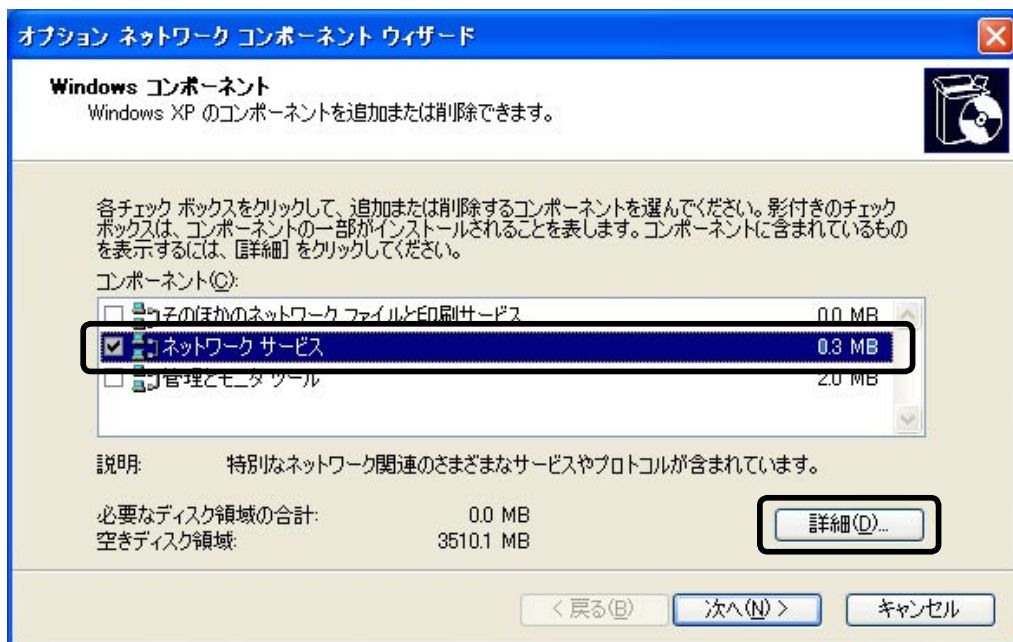 オプション ネットワーク コンポーネント ウィザード
Windows コンポーネント
Windows XP のコンポーネントを追加または削除できます。
各チェック ボックスをクリックして、追加または削除するコンポーネントを選んでください。影付きのチェック
ボックスは、コンポーネントの一部がインストールされることを表します。コンポーネントに含まれているもの
を表示するには、[詳細] をクリックしてください。
コンポーネント(C):
そのほかのネットワーク ファイルと印刷サービス 0.0 MB
ネットワーク サービス 0.3 MB
管理とモニタ ツール 2.0 MB
説明: 特別なネットワーク関連のさまざまなサービスやプロトコルが含まれています。
必要なディスク領域の合計: 0.0 MB
空きディスク領域: 3510.1 MB
詳細(D)...
< 戻る(B) 次へ(N) > キャンセル